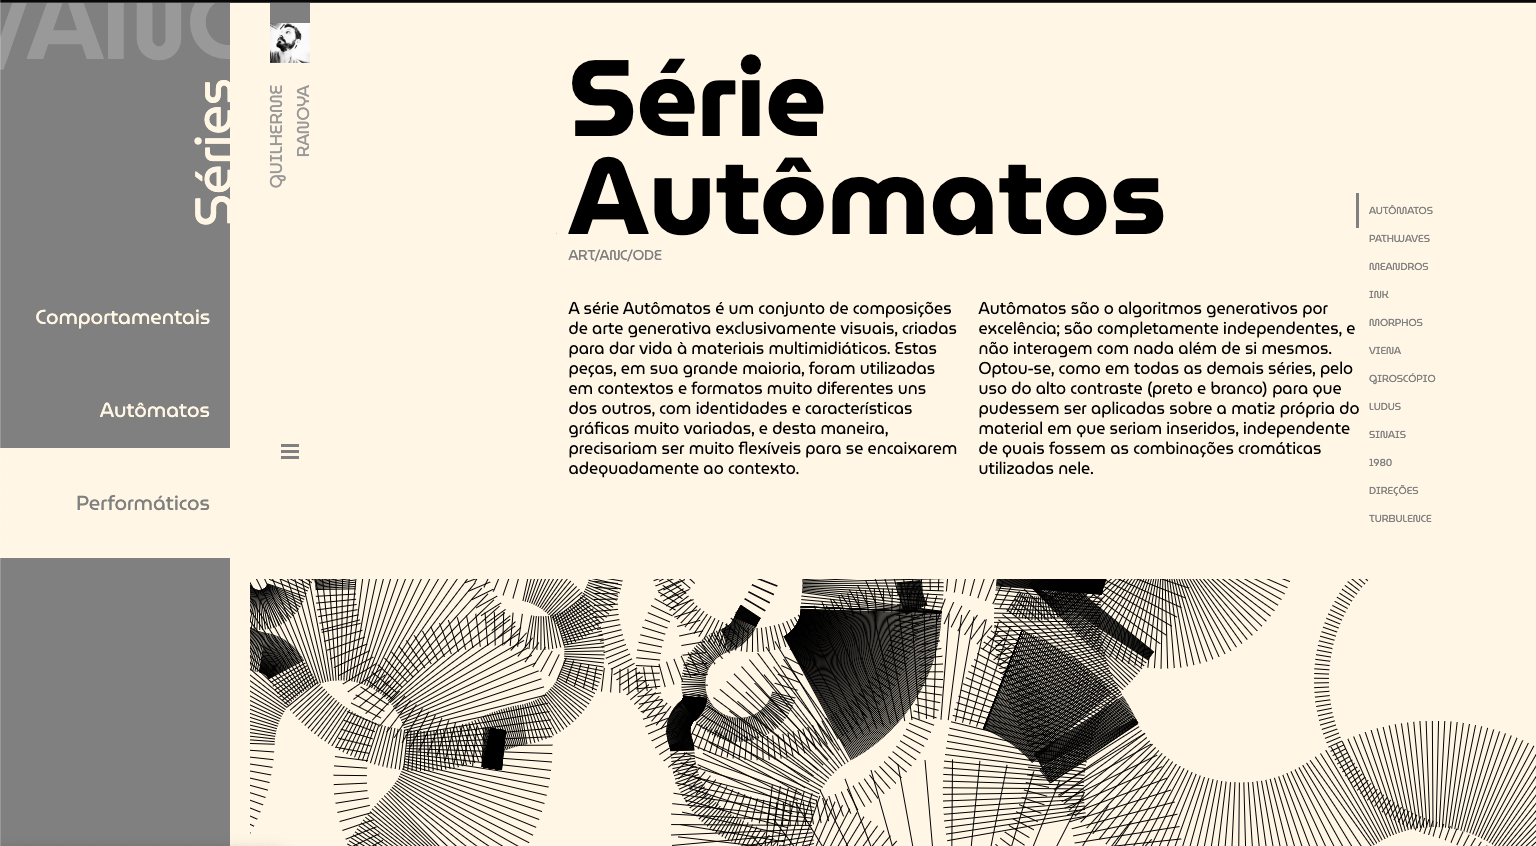 Séries
Comportamentais
Autômatos
Performáticos
GUILHERME
RANOYA
Série
Autômatos
ART/ANC/ODE
A série Autômatos é um conjunto de composições
de arte generativa exclusivamente visuais, criadas
para dar vida à materiais multimidiáticos. Estas
peças, em sua grande maioria, foram utilizadas
em contextos e formatos muito diferentes uns
dos outros, com identidades e características
gráficas muito variadas, e desta maneira,
precisariam ser muito flexíveis para se encaixarem
adequadamente ao contexto.
Autômatos são o algoritmos generativos por
excelência; são completamente independentes, e
não interagem com nada além de si mesmos.
Optou-se, como em todas as demais séries, pelo
uso do alto contraste (preto e branco) para que
pudessem ser aplicadas sobre a matiz própria do
material em que seriam inseridos, independente
de quais fossem as combinações cromáticas
utilizadas nele.
AUTÔMATOS
PATHWAVES
MEANDROS
INK
MORPHOS
VIENA
GIROSCÓPIO
LUDUS
SINAIS
1980
DIREÇÕES
TURBULENCE